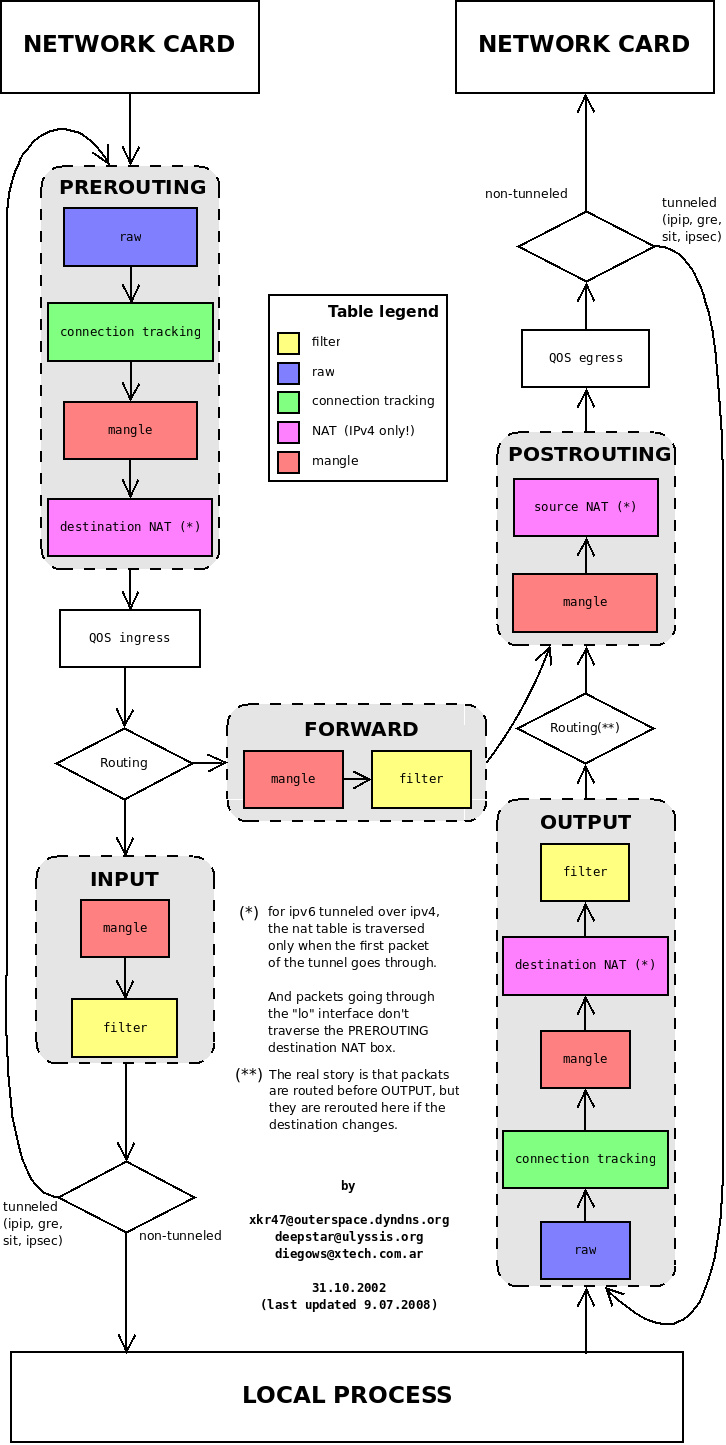 NETWORK CARD
NETWORK CARD
PREROUTING
raw
connection tracking
mangle
destination NAT (*)
QOS ingress
Routing
non-tunneled
tunneled
(ipip, gre,
sit, ipsec)
QOS egress
Table legend
filter
raw
connection tracking
NAT (IPv4 only!)
mangle
POSTROUTING
source NAT (*)
mangle
Routing(**)
FORWARD
mangle
filter
INPUT
mangle
filter
OUTPUT
filter
destination NAT (*)
mangle
connection tracking
raw
(*) for ipv6 tunneled over ipv4,
the nat table is traversed
only when the first packet
of the tunnel goes through.
And packets going through
the "lo" interface don't
traverse the PREROUTING
destination NAT box.
(**) The real story is that packats
are routed before OUTPUT, but
they are rerouted here if the
destination changes.
by
xkr47@outerspace.dyndns.org
deepstar@ulyssis.org
diegows@xtech.com.ar
31.10.2002
(last updated 9.07.2008)
tunneled
(ipip, gre,
sit, ipsec)
non-tunneled
LOCAL PROCESS